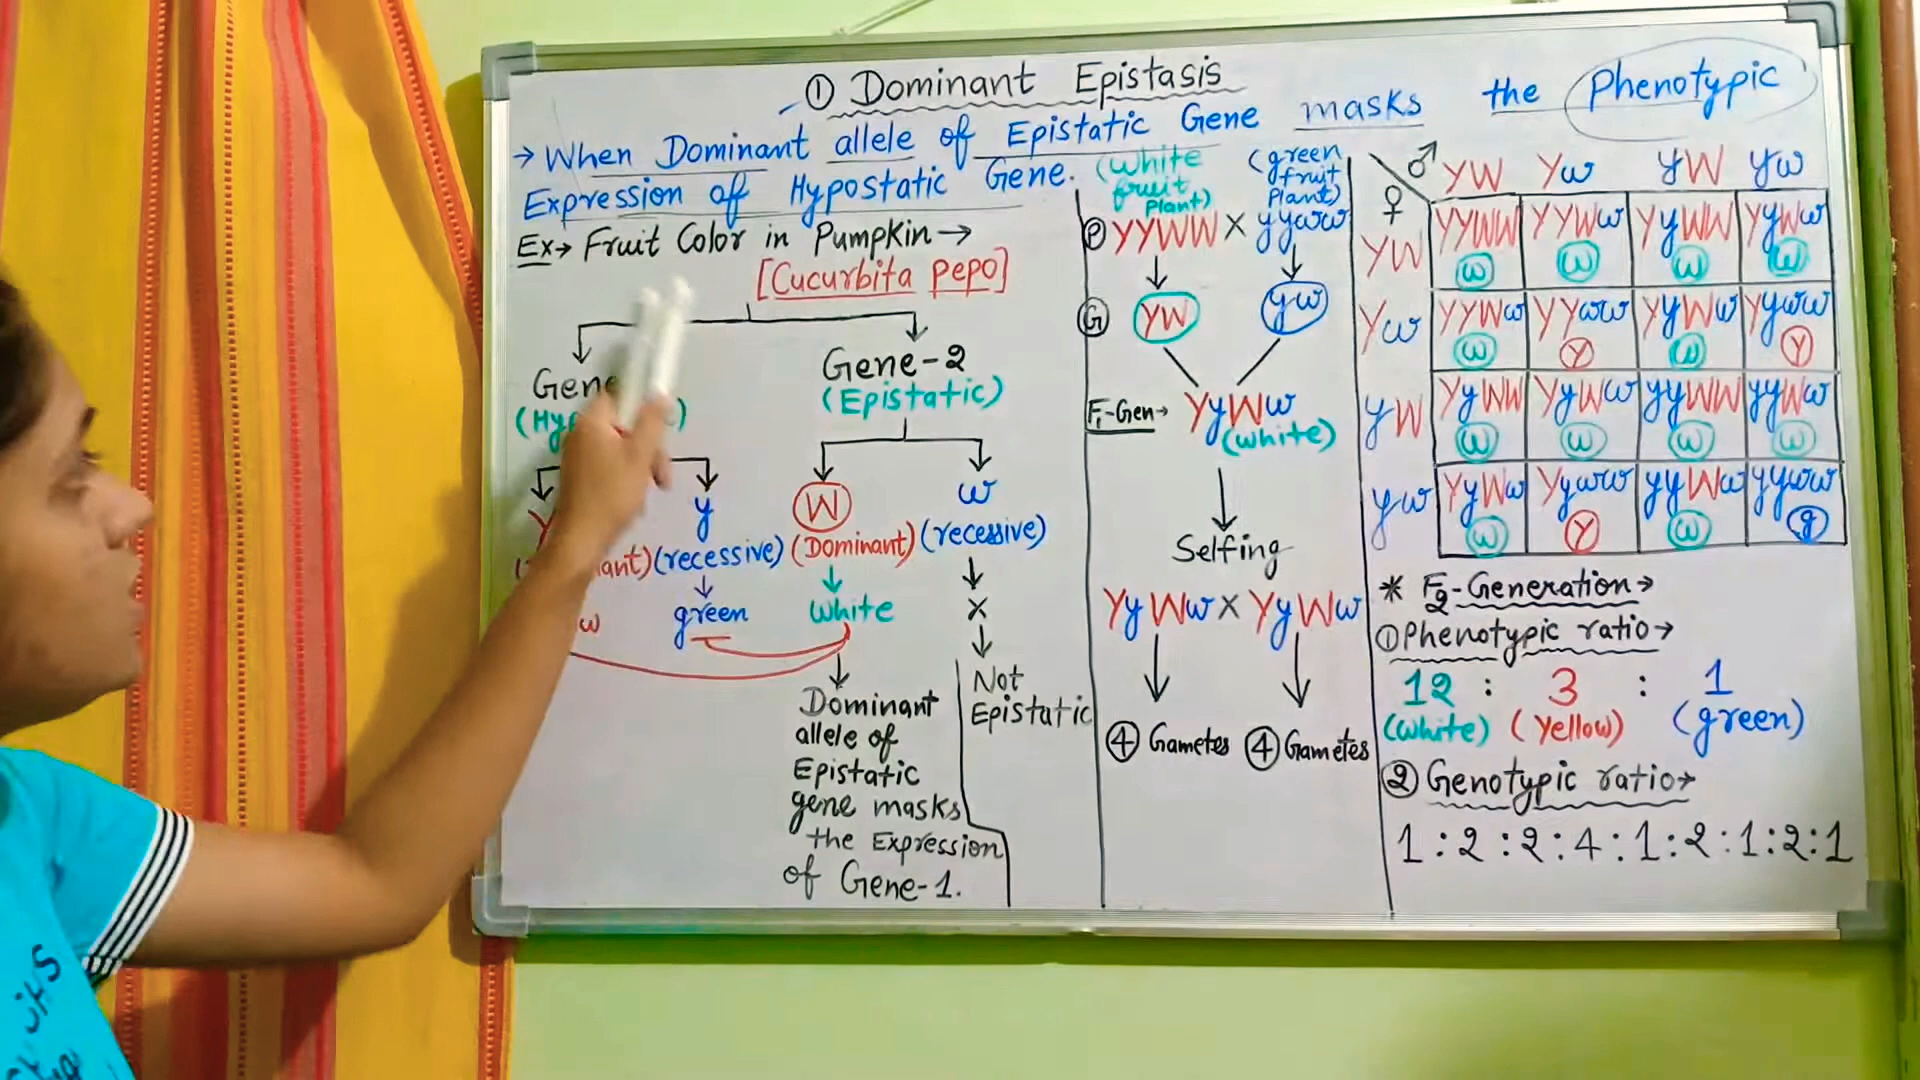 ① Dominant Epistasis
→ When Dominant allele of Epistatic Gene masks the Phenotypic
Expression of Hypostatic Gene.
Ex→ Fruit Color in Pumpkin→
[Cucurbita pepo]
Gene
Gene-2
(Epistatic)
Y
y
(recessive)
green
W
(Dominant)
White
w
(recessive)
X
Not
Epistatic
Dominant
allele of
Epistatic
gene masks
the Expression
of Gene-1.
(White
fruit
Plant)
(green
fruit
Plant)
P YYWW X yyww
G YW yw
F1-Gen→ YyWw
(White)
Selfing
YyWw X YyWw
④ Gametes ④ Gametes
♂ YW Yw yW yw
♀
YW YYWW YYWw YyWW YyWw
W W W W
Yw YYWw YYww YyWw Yyww
W Y W Y
yW YyWW YyWw yyWW yyWw
W W W W
yw YyWw Yyww yyWw yyww
W Y W g
* F2-Generation→
① Phenotypic ratio→
12 : 3 : 1
(White) (Yellow) (green)
② Genotypic ratio→
1 : 2 : 2 : 4 : 1 : 2 : 1 : 2 : 1